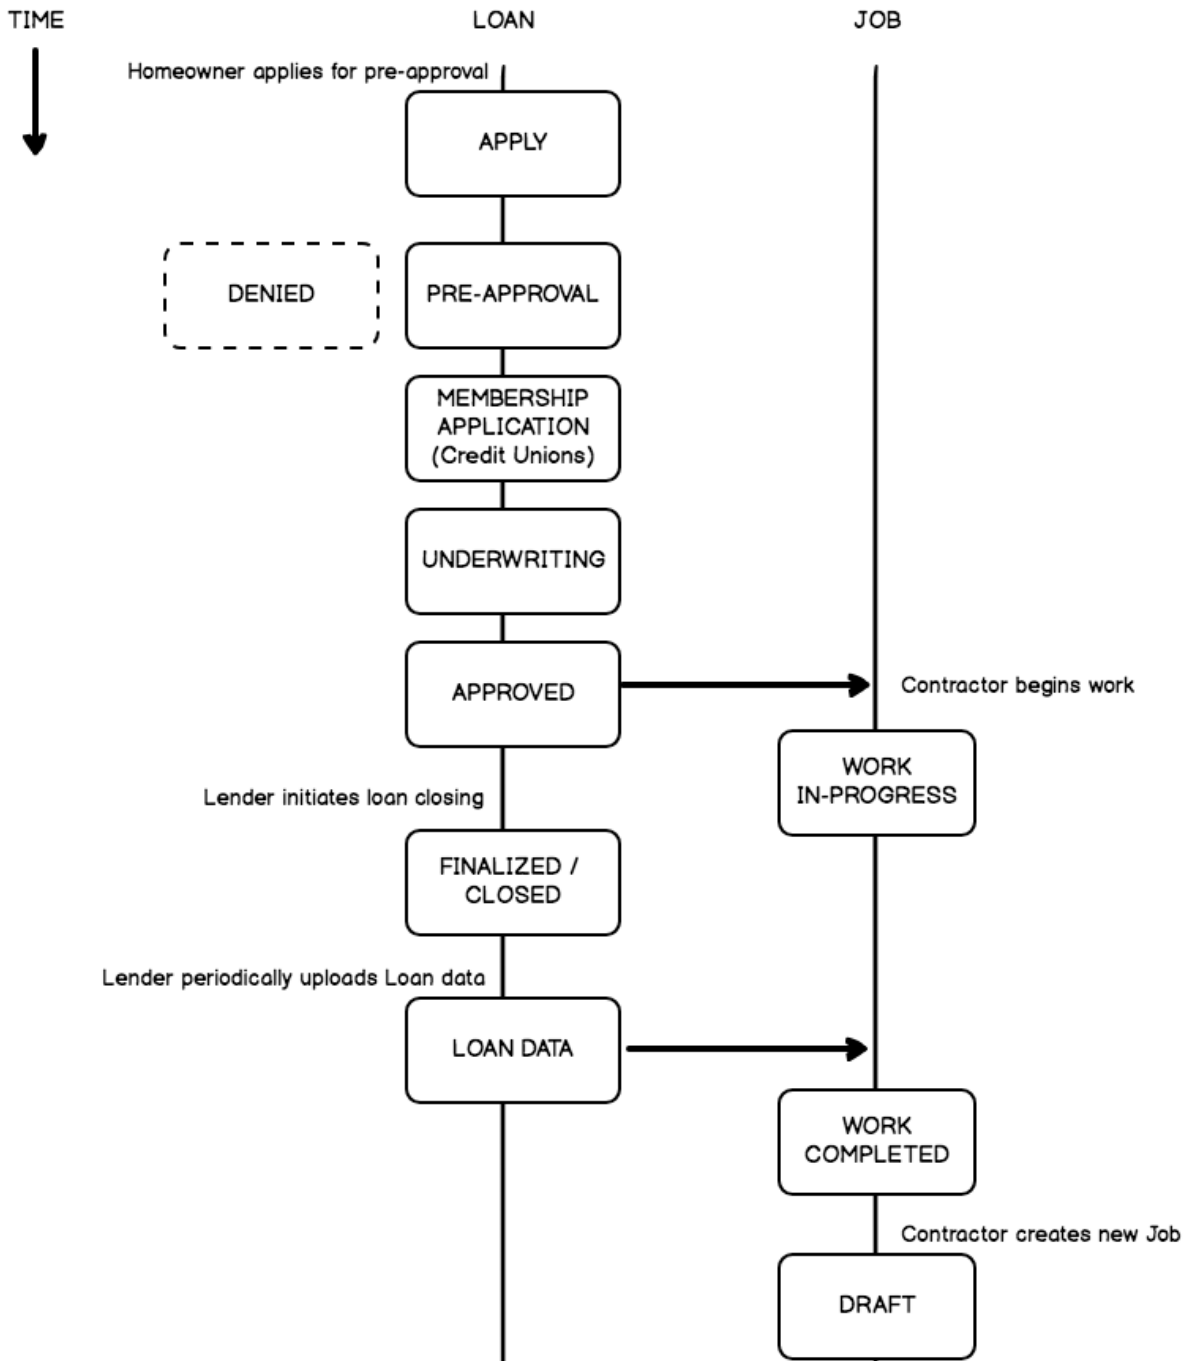 TIME
LOAN
JOB
Homeowner applies for pre-approval
APPLY
DENIED
PRE-APPROVAL
MEMBERSHIP
APPLICATION
(Credit Unions)
UNDERWRITING
APPROVED
Contractor begins work
WORK
IN-PROGRESS
Lender initiates loan closing
FINALIZED /
CLOSED
Lender periodically uploads Loan data
LOAN DATA
WORK
COMPLETED
Contractor creates new Job
DRAFT